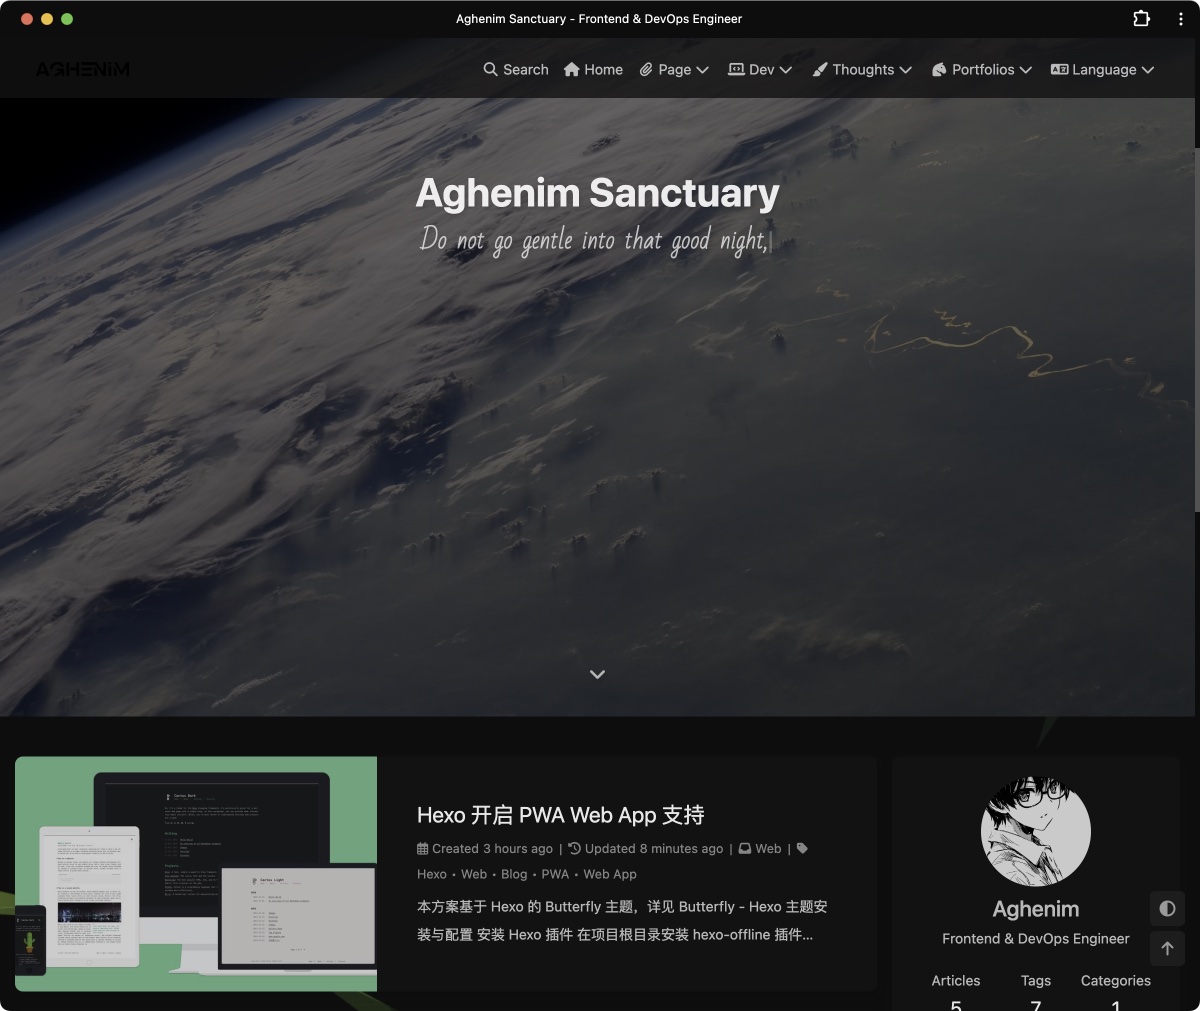 Aghenim Sanctuary - Frontend & DevOps Engineer
AGHENiM
Search Home Page Dev Thoughts Portfolios Language
Aghenim Sanctuary
Do not go gentle into that good night,
Hexo 开启 PWA Web App 支持
Created 3 hours ago | Updated 8 minutes ago | Web |
Hexo • Web • Blog • PWA • Web App
本方案基于 Hexo 的 Butterfly 主题，详见 Butterfly - Hexo 主题安
装与配置 安装 Hexo 插件 在项目根目录安装 hexo-offline 插件...
Aghenim
Frontend & DevOps Engineer
Articles Tags Categories
5 7 1
Cactus Dark
Cactus Light